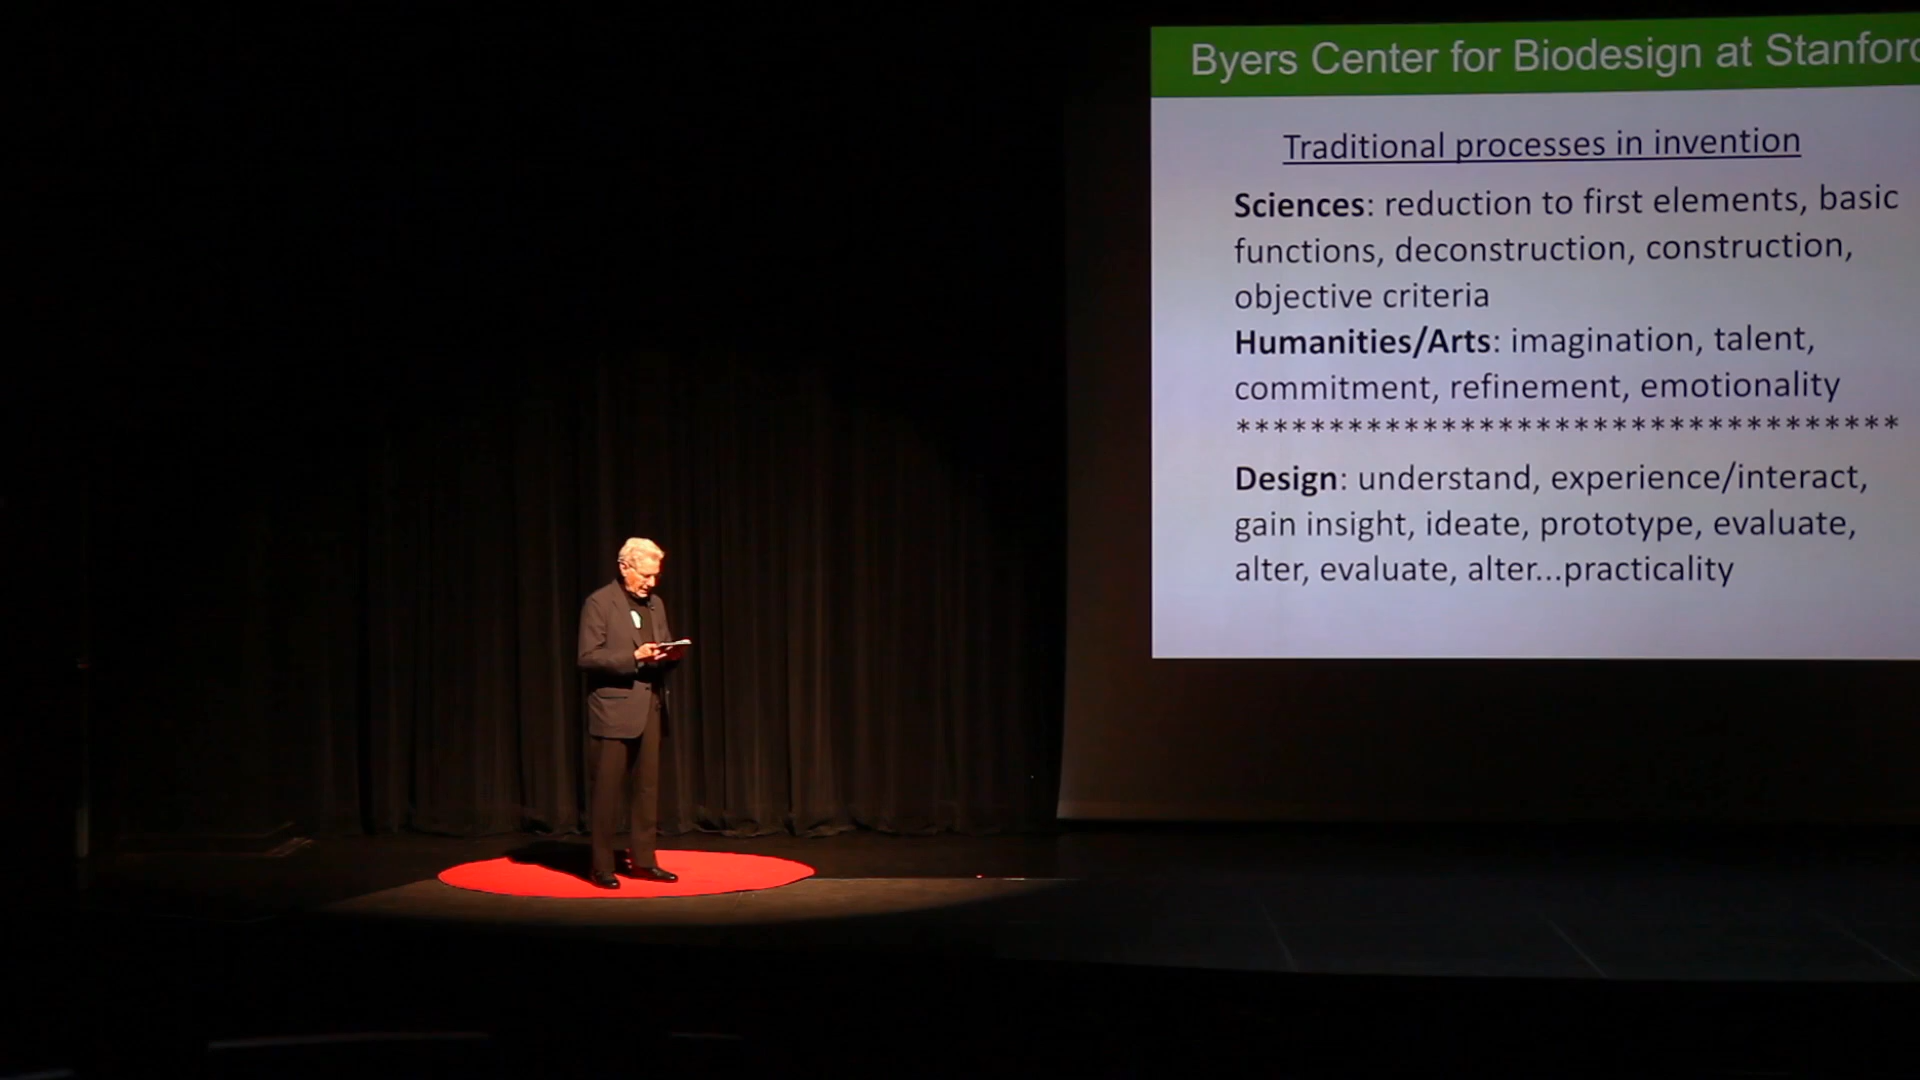 Byers Center for Biodesign at Stanford
Traditional processes in invention
Sciences: reduction to first elements, basic
functions, deconstruction, construction,
objective criteria
Humanities/Arts: imagination, talent,
commitment, refinement, emotionality
***********************************
Design: understand, experience/interact,
gain insight, ideate, prototype, evaluate,
alter, evaluate, alter...practicality